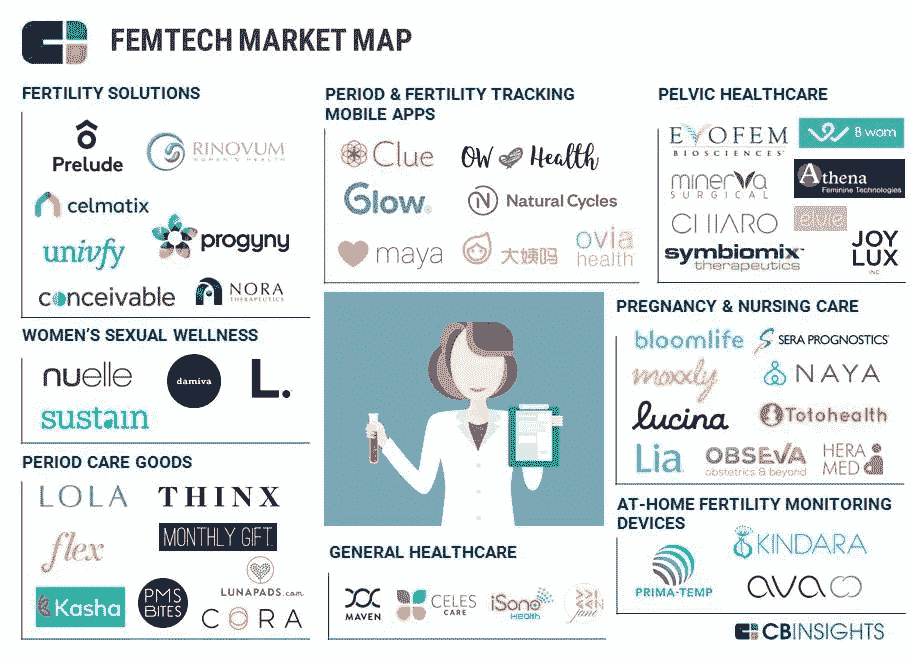 FEMTECH MARKET MAP
FERTILITY SOLUTIONS
Prelude
RINOVUM
WOMEN'S HEALTH
celmatix
univfy
progyny
conceivable
NORA
THERAPEUTICS
PERIOD & FERTILITY TRACKING
MOBILE APPS
Clue
OW Health
Glow
Natural Cycles
maya
大姨吗
ovia
health
PELVIC HEALTHCARE
EVOFEM
BIOSCIENCES
B·wom
minerVa
SURGICAL
Athena
Feminine Technologies
CHIARO
elvie
symbiomix
therapeutics
JOY
LUX
INC
WOMEN'S SEXUAL WELLNESS
nuelle
damiva
L.
sustain
PREGNANCY & NURSING CARE
bloomlife
SERA PROGNOSTICS
moxxly
NAYA
lucina
Totohealth
Lia
OBSEVA
obstetrics & beyond
HERA
MED
PERIOD CARE GOODS
LOLA
THINX
flex
MONTHLY GIFT
LUNAPADS.com
Kasha
PMS
BITES
CORA
GENERAL HEALTHCARE
MAVEN
CELES
CARE
iSono
Health
jane
AT-HOME FERTILITY MONITORING
DEVICES
PRIMA-TEMP
KINDARA
ava
CBINSIGHTS